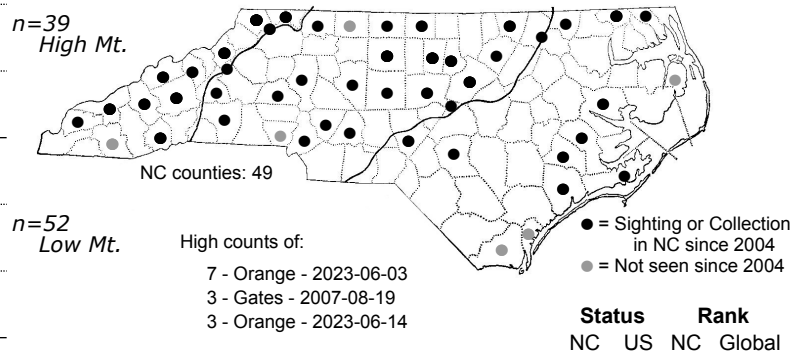 n=39
High Mt.
NC counties: 49
n=52
Low Mt.
High counts of:
7 - Orange - 2023-06-03
3 - Gates - 2007-08-19
3 - Orange - 2023-06-14
= Sighting or Collection
in NC since 2004
= Not seen since 2004
Status Rank
NC US NC Global